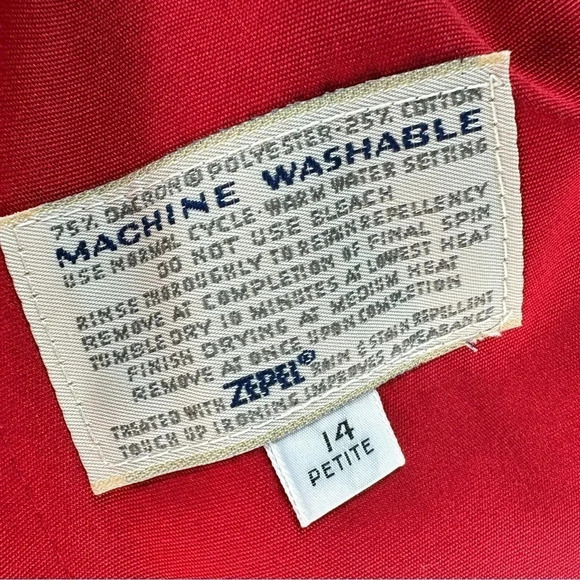 75% DACRON® POLYESTER·25% COTTON
MACHINE WASHABLE
USE NORMAL CYCLE·WARM WATER SETTING
DO NOT USE BLEACH
RINSE THOROUGHLY TO RETAIN REPELLENCY
REMOVE AT COMPLETION OF FINAL SPIN
TUMBLE DRY 10 MINUTES AT LOWEST HEAT
FINISH DRYING AT MEDIUM HEAT
REMOVE AT ONCE UPON COMPLETION
TREATED WITH ZEPEL® RAIN & STAIN REPELLENT
TOUCH UP IRONING IMPROVES APPEARANCE
14
PETITE